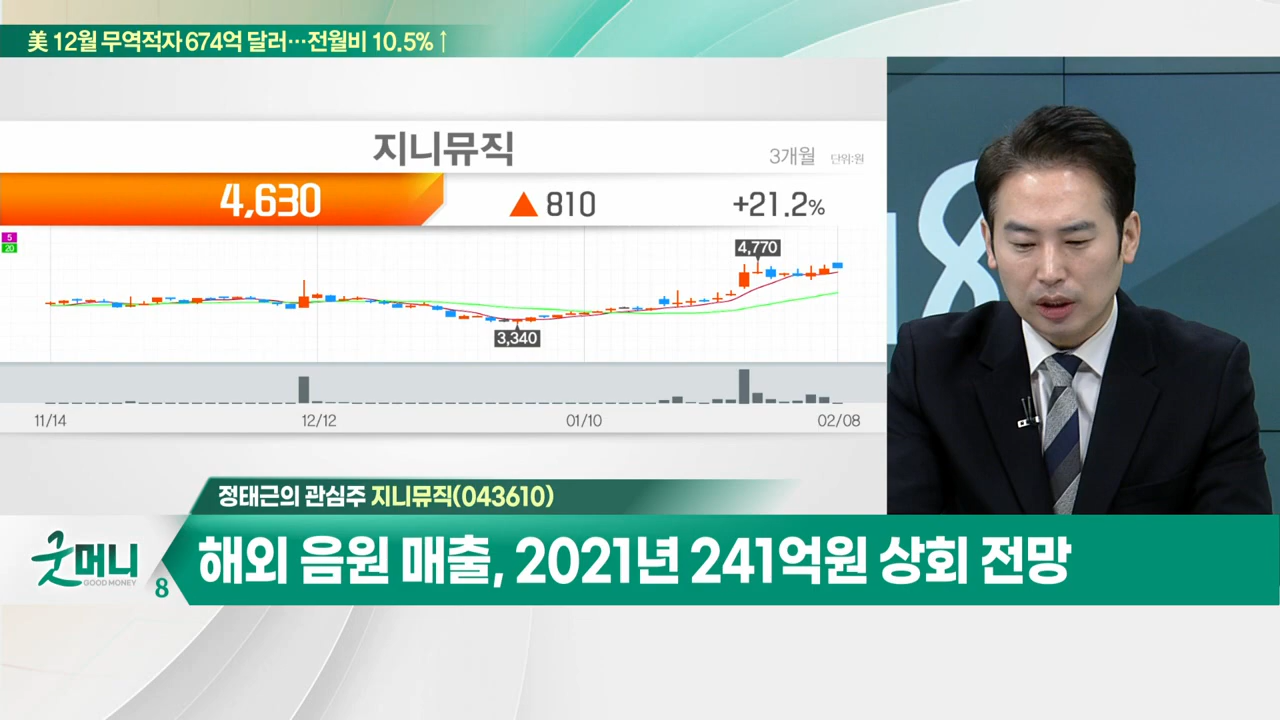 美 12월 무역적자 674억 달러…전월비 10.5%↑
지니뮤직
3개월 단위:원
4,630 ▲ 810 +21.2%
5
20
4,770
3,340
11/14 12/12 01/10 02/08
8
정태근의 관심주 지니뮤직(043610)
굿머니
GOOD MONEY
8
해외 음원 매출, 2021년 241억원 상회 전망